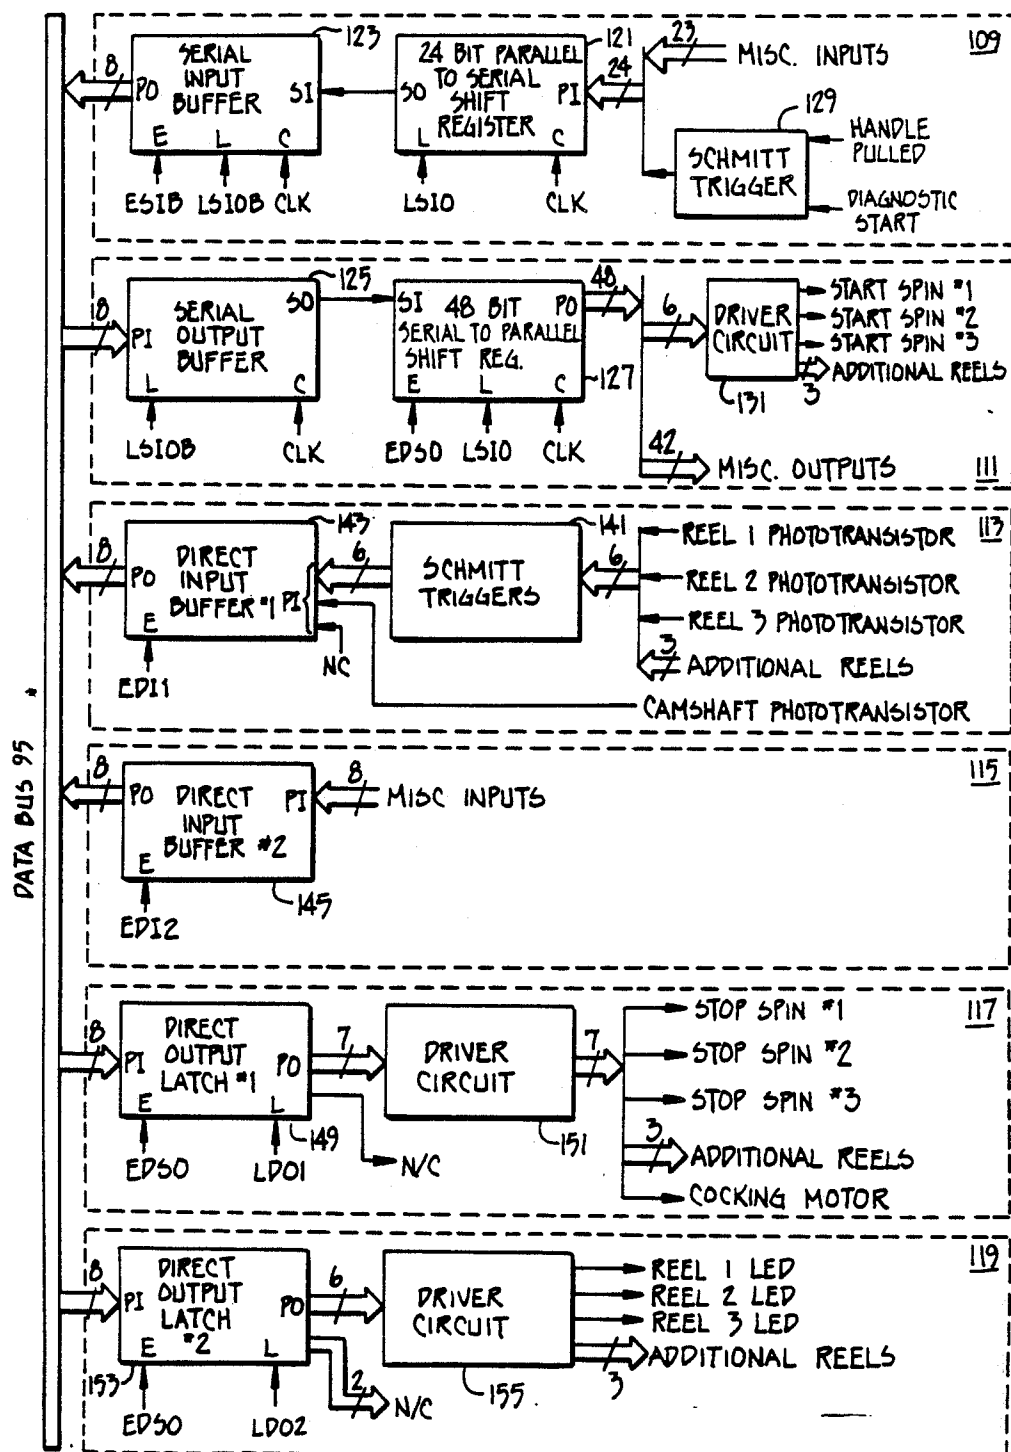 DATA BUS 95
109
8
PO
SERIAL
INPUT
BUFFER
SI
E L C
123
ESIB LSIOB CLK
24 BIT PARALLEL
TO SERIAL
SHIFT
REGISTER
SO
PI
L C
121
LSIO CLK
24
23
MISC. INPUTS
129
SCHMITT
TRIGGER
HANDLE
PULLED
DIAGNOSTIC
START
111
8
PI
SERIAL
OUTPUT
BUFFER
SO
L C
125
LSIOB CLK
SI
48 BIT
SERIAL TO PARALLEL
SHIFT REG.
PO
E L C
127
EDSO LSIO CLK
48
6
DRIVER
CIRCUIT
131
START SPIN #1
START SPIN #2
START SPIN #3
3
ADDITIONAL REELS
42
MISC. OUTPUTS
113
8
PO
DIRECT
INPUT
BUFFER #1
PI
E
143
EDI1
NC
6
SCHMITT
TRIGGERS
141
6
REEL 1 PHOTOTRANSISTOR
REEL 2 PHOTOTRANSISTOR
REEL 3 PHOTOTRANSISTOR
3
ADDITIONAL REELS
CAMSHAFT PHOTOTRANSISTOR
115
8
PO
DIRECT
INPUT
BUFFER #2
PI
E
145
EDI2
8
MISC INPUTS
117
8
PI
DIRECT
OUTPUT
LATCH #1
PO
E L
149
EDSO LDO1
7
N/C
DRIVER
CIRCUIT
151
7
STOP SPIN #1
STOP SPIN #2
STOP SPIN #3
3
ADDITIONAL REELS
COCKING MOTOR
119
8
PI
DIRECT
OUTPUT
LATCH
#2
PO
E L
153
EDSO LDO2
6
2
N/C
DRIVER
CIRCUIT
155
REEL 1 LED
REEL 2 LED
REEL 3 LED
3
ADDITIONAL REELS